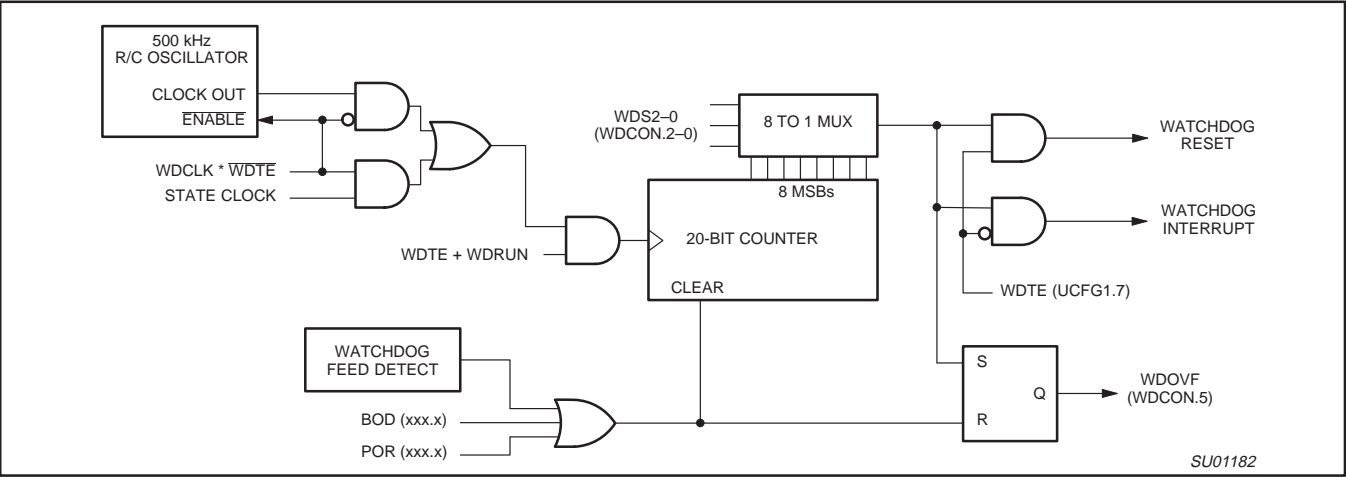 500 kHz
R/C OSCILLATOR
CLOCK OUT
ENABLE
WDCLK * WDTE
STATE CLOCK
WDS2–0
(WDCON.2–0)
8 TO 1 MUX
8 MSBs
20-BIT COUNTER
CLEAR
WDTE + WDRUN
WATCHDOG
RESET
WATCHDOG
INTERRUPT
WDTE (UCFG1.7)
WATCHDOG
FEED DETECT
BOD (xxx.x)
POR (xxx.x)
S
Q
R
WDOVF
(WDCON.5)
SU01182